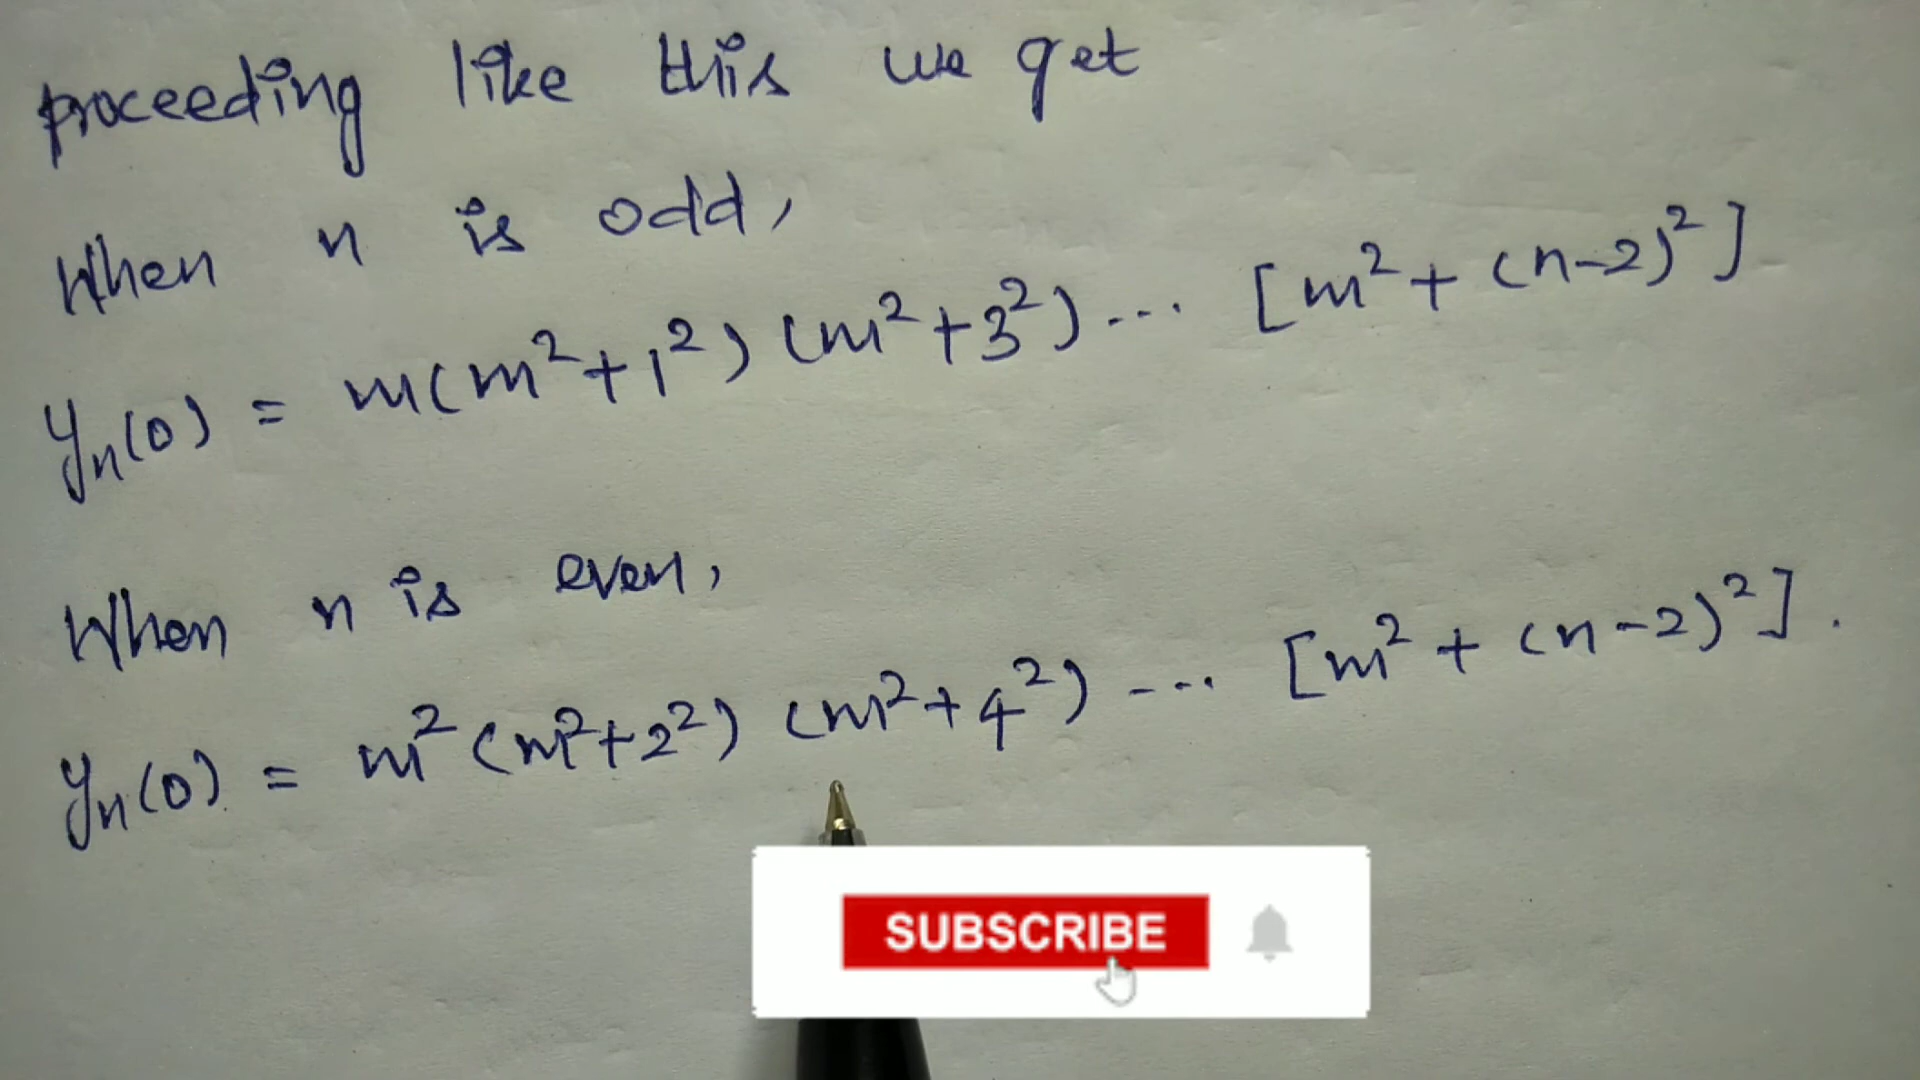 proceeding like this we get
When n is odd,
yₙ(0) = m(m²+1²) (m²+3²) ... [m² + (n-2)²]
When n is even,
yₙ(0) = m² (m²+2²) (m²+4²) ... [m² + (n-2)²].
SUBSCRIBE